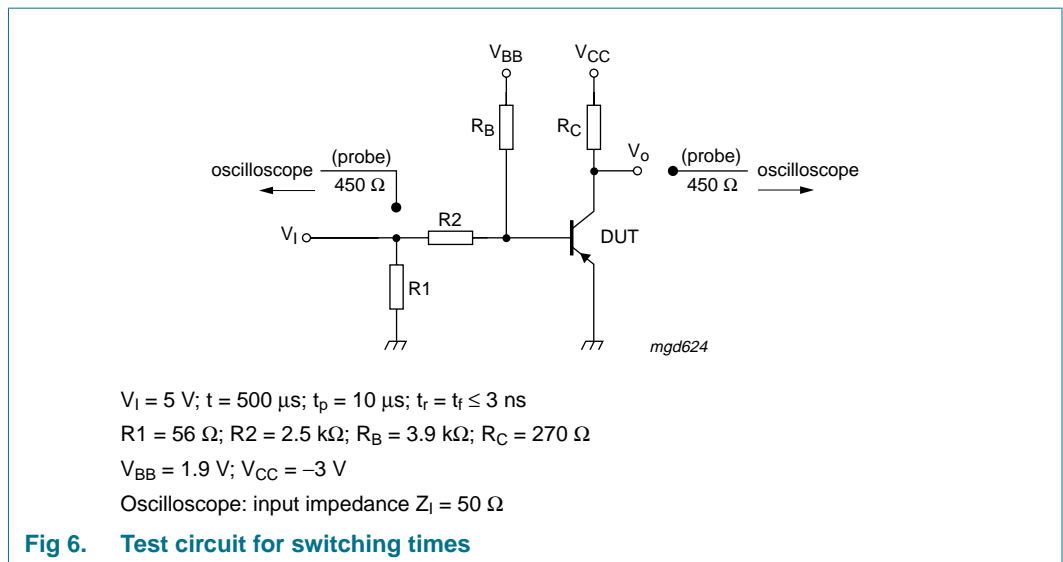 V_BB V_CC
R_B R_C
oscilloscope (probe) 450 Ω
V_o (probe) 450 Ω oscilloscope
V_I R2 DUT
R1
mgd624
V_I = 5 V; t = 500 μs; t_p = 10 μs; t_r = t_f ≤ 3 ns
R1 = 56 Ω; R2 = 2.5 kΩ; R_B = 3.9 kΩ; R_C = 270 Ω
V_BB = 1.9 V; V_CC = −3 V
Oscilloscope: input impedance Z_I = 50 Ω
Fig 6. Test circuit for switching times